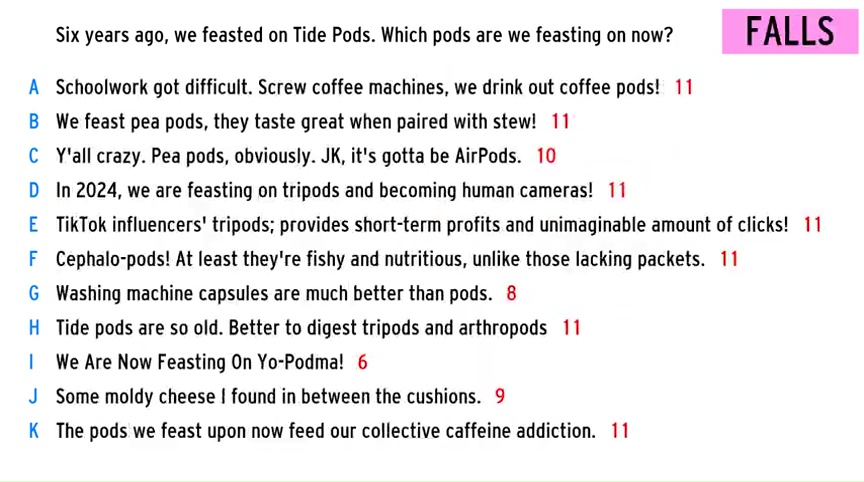 Six years ago, we feasted on Tide Pods. Which pods are we feasting on now?
FALLS
A Schoolwork got difficult. Screw coffee machines, we drink out coffee pods! 11
B We feast pea pods, they taste great when paired with stew! 11
C Y'all crazy. Pea pods, obviously. JK, it's gotta be AirPods. 10
D In 2024, we are feasting on tripods and becoming human cameras! 11
E TikTok influencers' tripods; provides short-term profits and unimaginable amount of clicks! 11
F Cephalo-pods! At least they're fishy and nutritious, unlike those lacking packets. 11
G Washing machine capsules are much better than pods. 8
H Tide pods are so old. Better to digest tripods and arthropods 11
I We Are Now Feasting On Yo-Podma! 6
J Some moldy cheese I found in between the cushions. 9
K The pods we feast upon now feed our collective caffeine addiction. 11